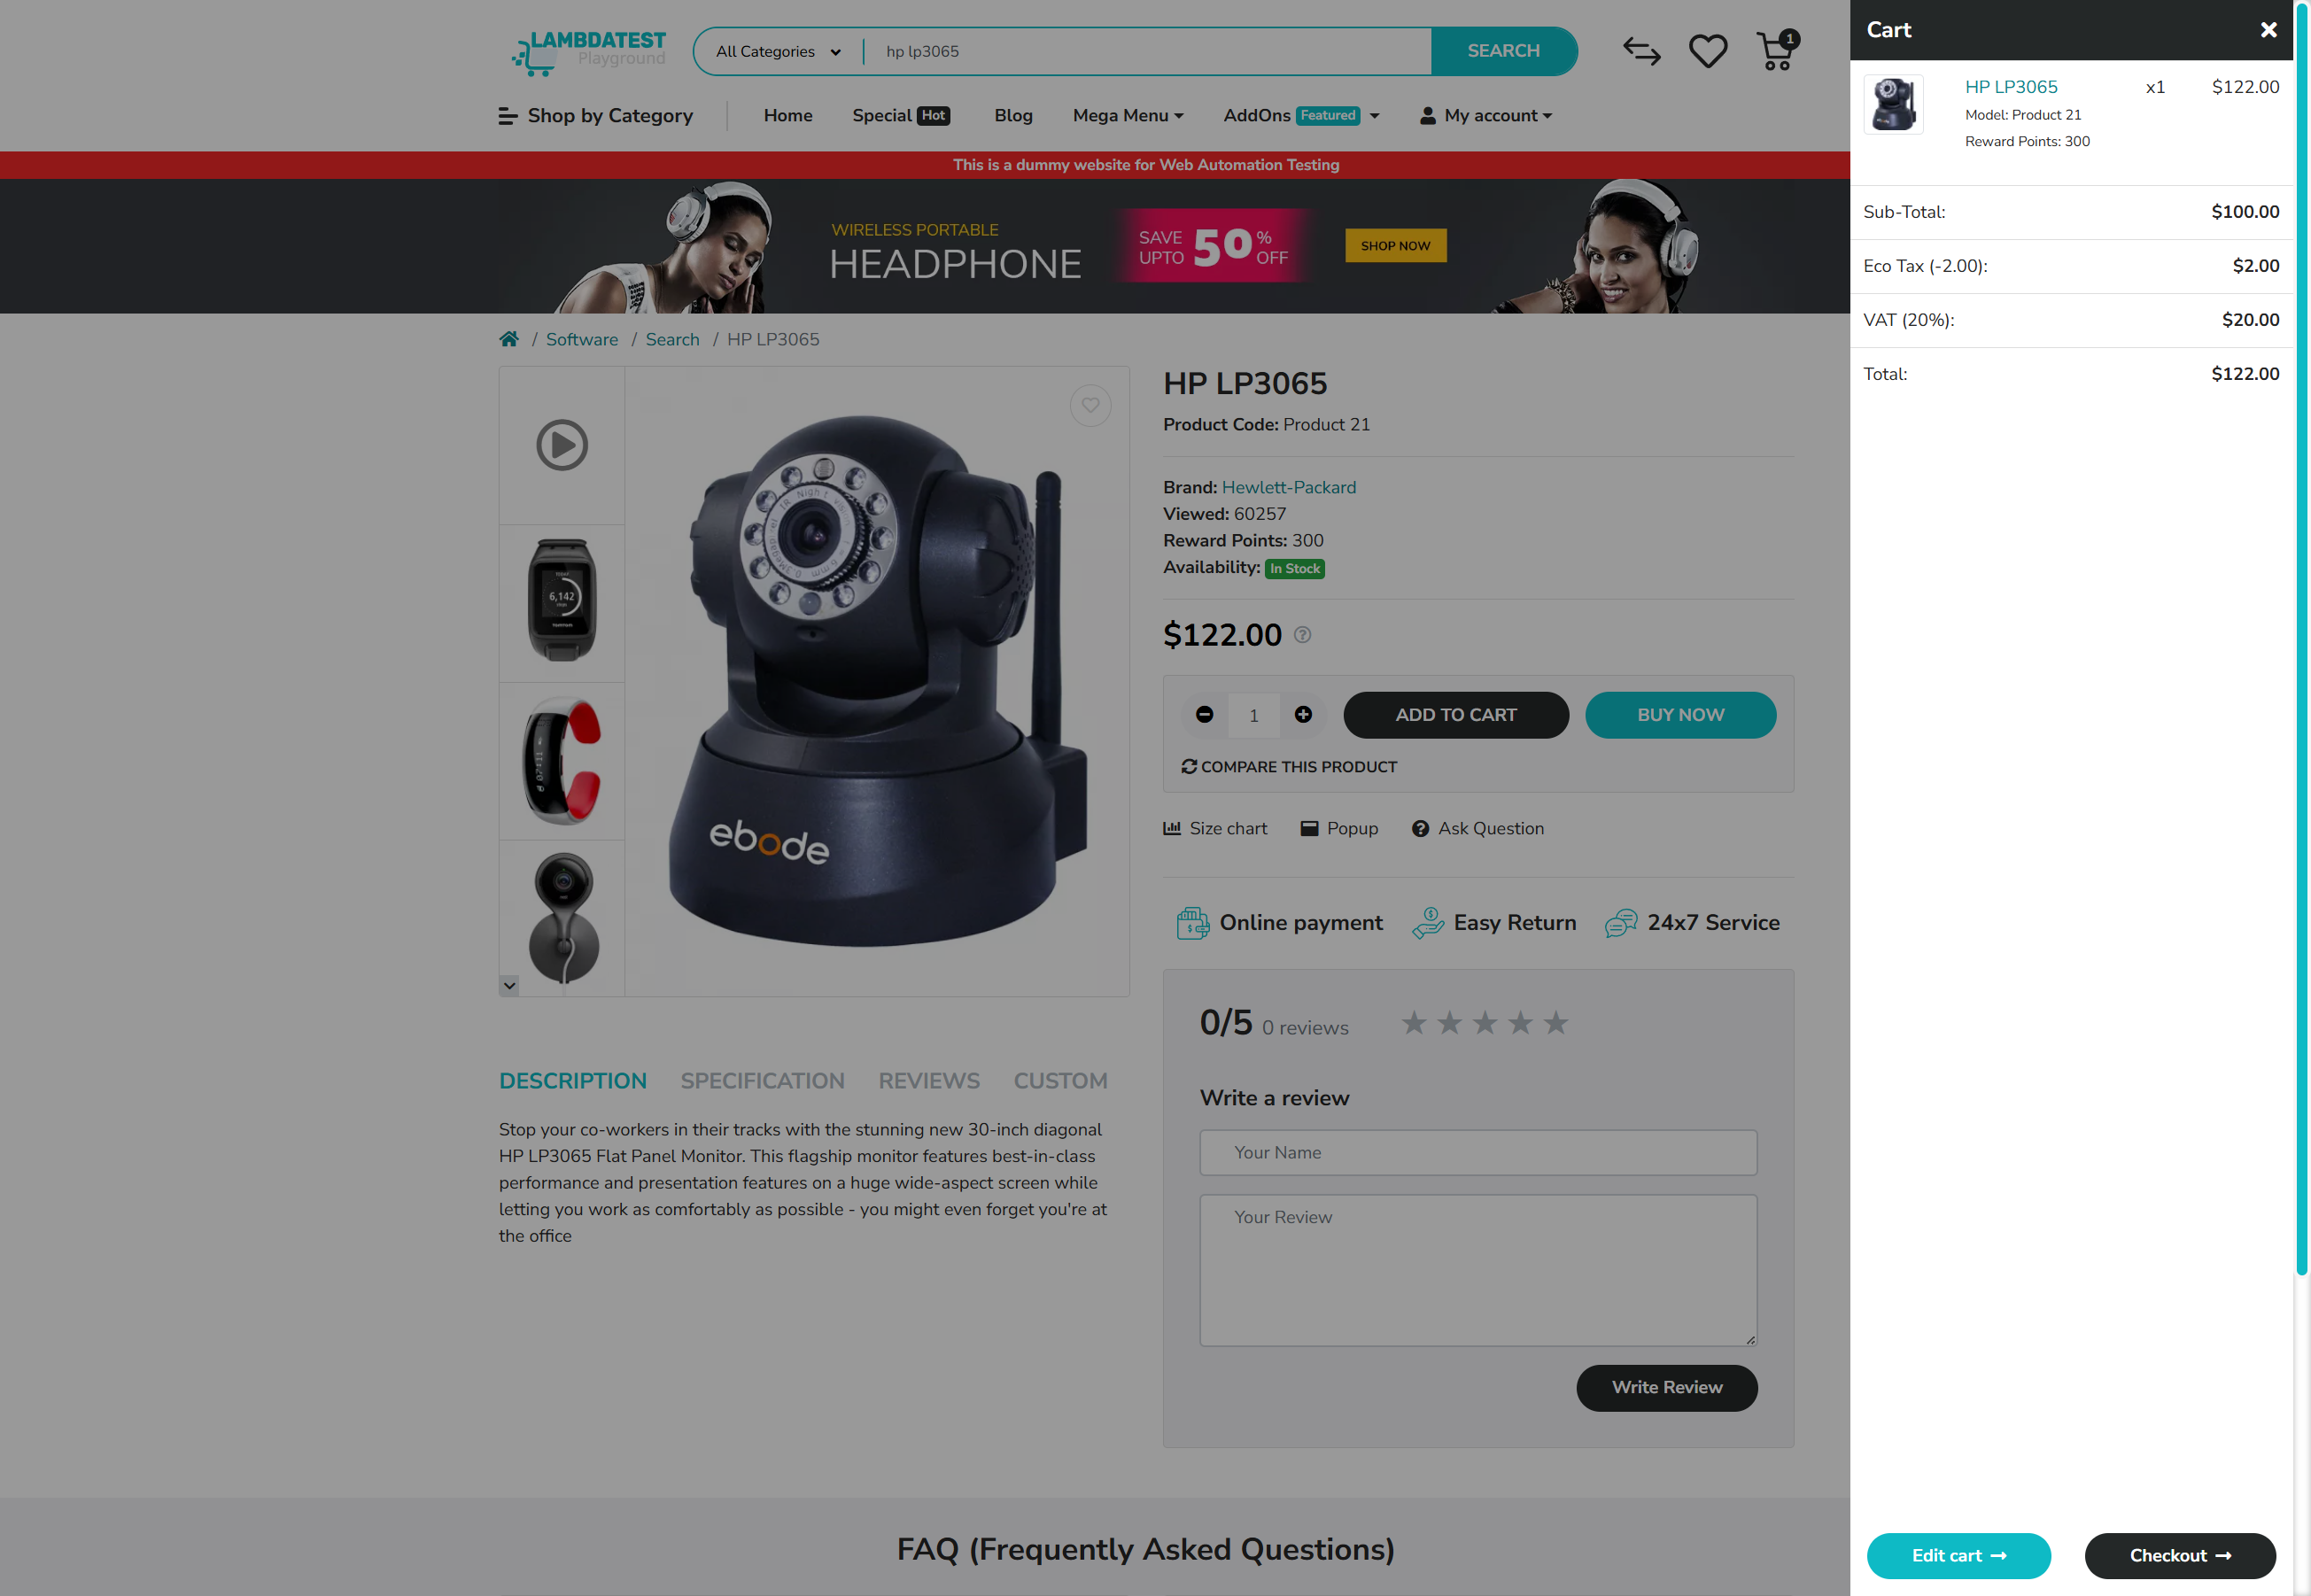 LAMBDATEST
Playground
All Categories
hp lp3065
SEARCH
1
Shop by Category
Home
Special Hot
Blog
Mega Menu
AddOns Featured
My account
This is a dummy website for Web Automation Testing
WIRELESS PORTABLE
HEADPHONE
SAVE UPTO 50% OFF
SHOP NOW
/ Software / Search / HP LP3065
6,142
ebode
HP LP3065
Product Code: Product 21
Brand: Hewlett-Packard
Viewed: 60257
Reward Points: 300
Availability: In Stock
$122.00
1
ADD TO CART
BUY NOW
COMPARE THIS PRODUCT
Size chart
Popup
Ask Question
Online payment
Easy Return
24x7 Service
0/5 0 reviews
Write a review
Your Name
Your Review
Write Review
DESCRIPTION
SPECIFICATION
REVIEWS
CUSTOM
Stop your co-workers in their tracks with the stunning new 30-inch diagonal
HP LP3065 Flat Panel Monitor. This flagship monitor features best-in-class
performance and presentation features on a huge wide-aspect screen while
letting you work as comfortably as possible - you might even forget you're at
the office
FAQ (Frequently Asked Questions)
Cart
HP LP3065 x1 $122.00
Model: Product 21
Reward Points: 300
Sub-Total: $100.00
Eco Tax (-2.00): $2.00
VAT (20%): $20.00
Total: $122.00
Edit cart
Checkout